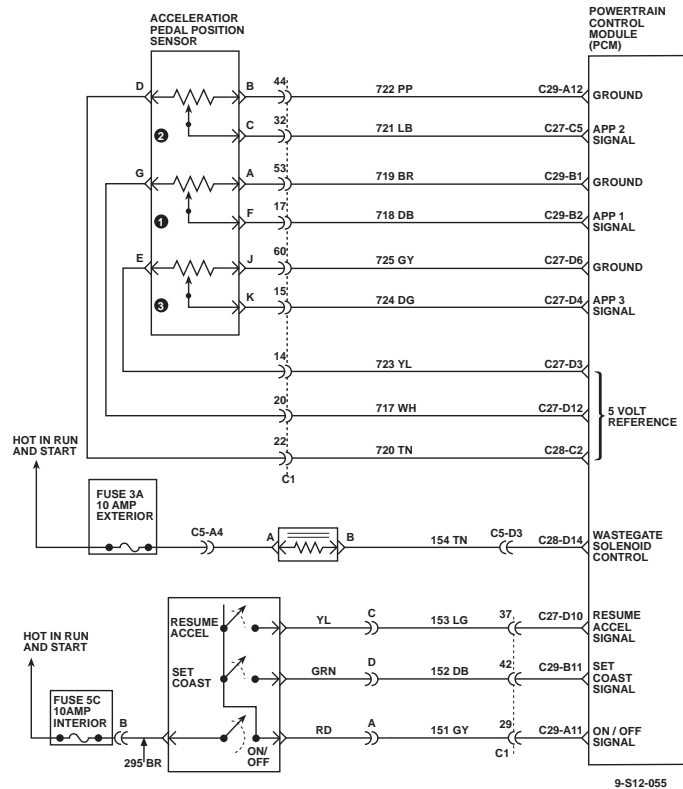 ACCELERATIOR
PEDAL POSITION
SENSOR
POWERTRAIN
CONTROL
MODULE
(PCM)
D
B
44
722 PP
C29-A12
GROUND
2
C
32
721 LB
C27-C5
APP 2
SIGNAL
G
A
53
719 BR
C29-B1
GROUND
1
F
17
718 DB
C29-B2
APP 1
SIGNAL
E
J
60
725 GY
C27-D6
GROUND
3
K
15
724 DG
C27-D4
APP 3
SIGNAL
14
723 YL
C27-D3
20
717 WH
C27-D12
5 VOLT
REFERENCE
22
720 TN
C28-C2
C1
HOT IN RUN
AND START
FUSE 3A
10 AMP
EXTERIOR
C5-A4
A
B
154 TN
C5-D3
C28-D14
WASTEGATE
SOLENOID
CONTROL
RESUME
ACCEL
YL
C
153 LG
37
C27-D10
RESUME
ACCEL
SIGNAL
HOT IN RUN
AND START
SET
COAST
GRN
D
152 DB
42
C29-B11
SET
COAST
SIGNAL
FUSE 5C
10AMP
INTERIOR
B
295 BR
ON/
OFF
RD
A
151 GY
29
C1
C29-A11
ON / OFF
SIGNAL
9-S12-055